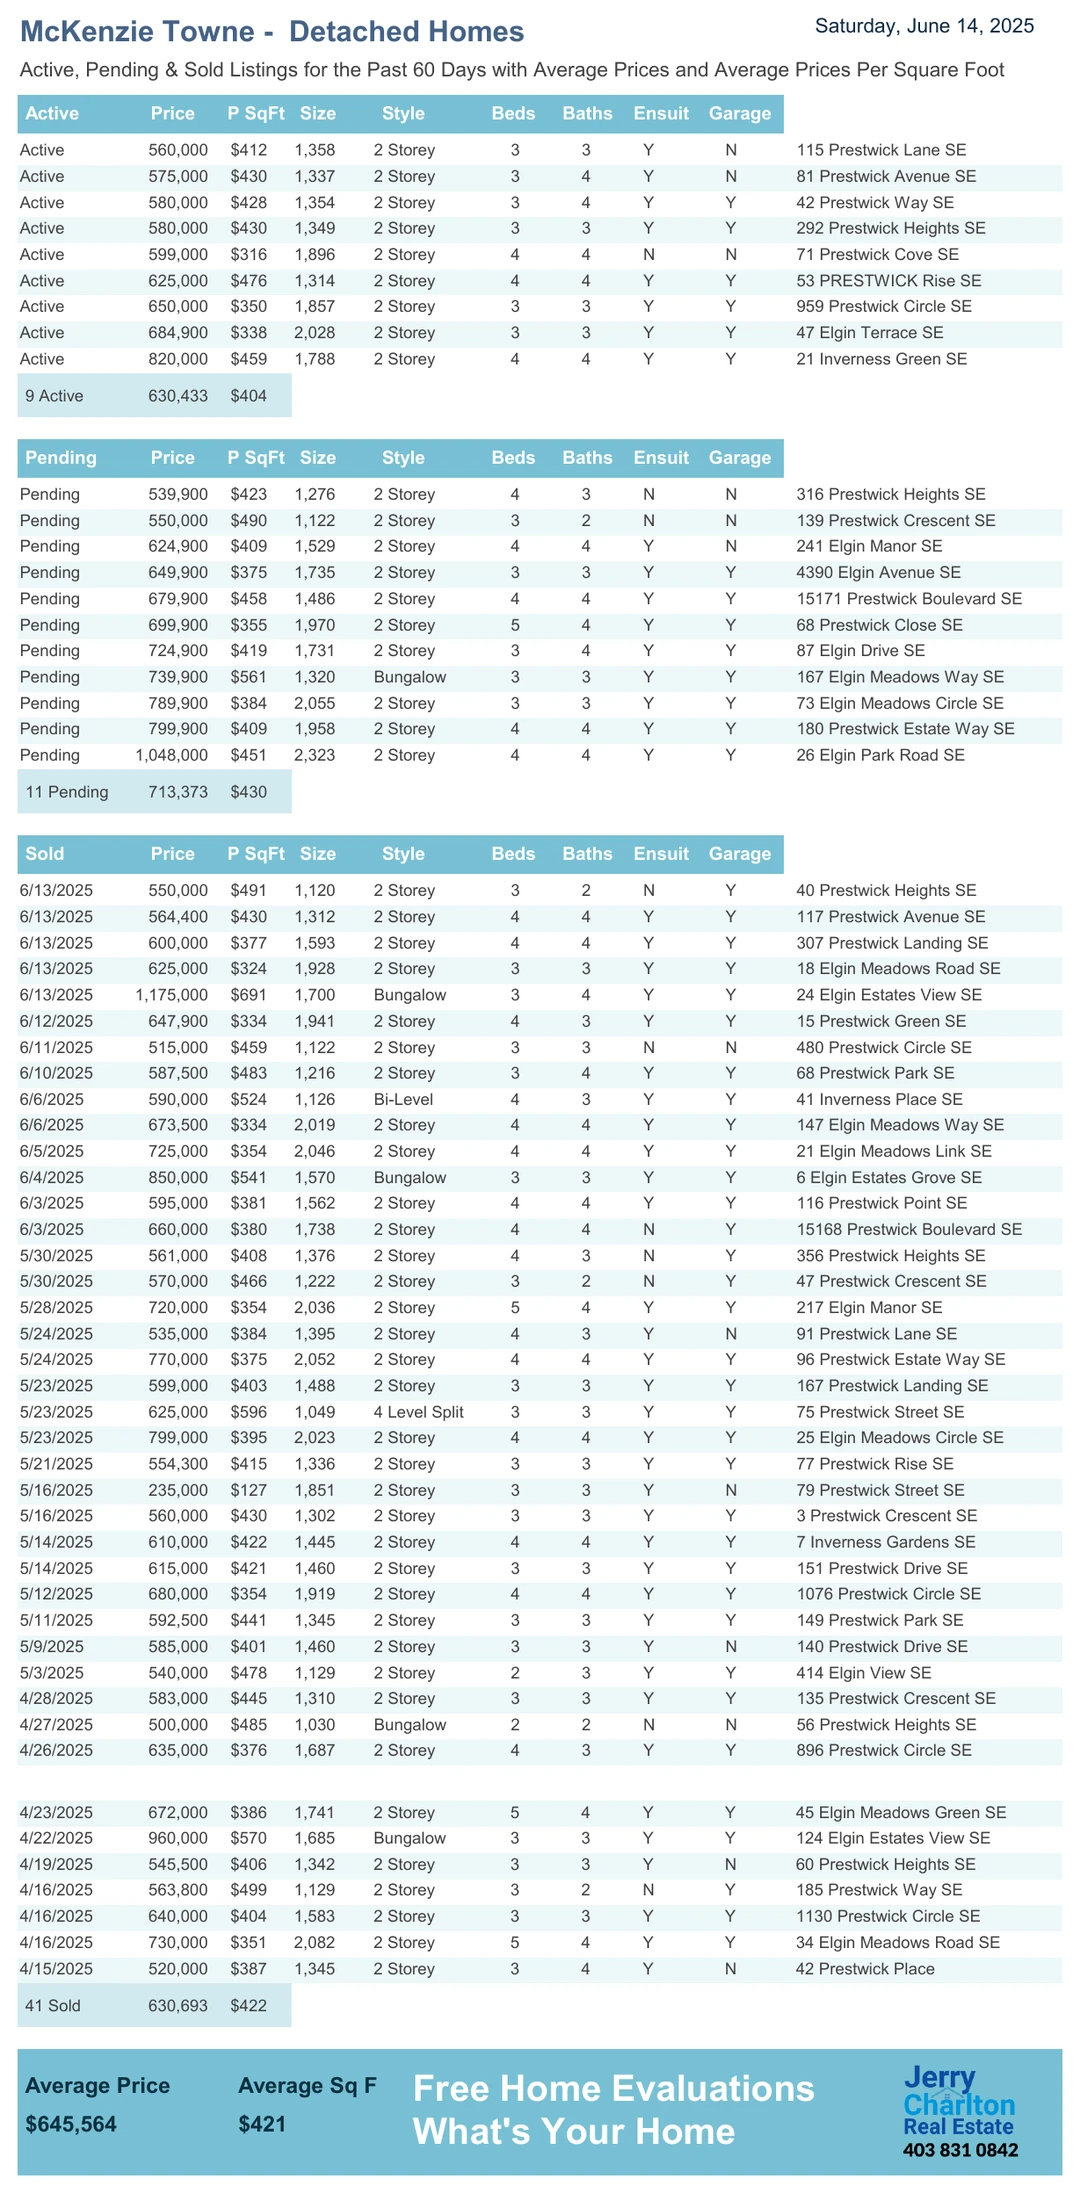 McKenzie Towne - Detached Homes
Saturday, June 14, 2025
Active, Pending & Sold Listings for the Past 60 Days with Average Prices and Average Prices Per Square Foot
Active Price P SqFt Size Style Beds Baths Ensuit Garage
Active 560,000 $412 1,358 2 Storey 3 3 Y N 115 Prestwick Lane SE
Active 575,000 $430 1,337 2 Storey 3 4 Y N 81 Prestwick Avenue SE
Active 580,000 $428 1,354 2 Storey 3 4 Y Y 42 Prestwick Way SE
Active 580,000 $430 1,349 2 Storey 3 3 Y Y 292 Prestwick Heights SE
Active 599,000 $316 1,896 2 Storey 4 4 N N 71 Prestwick Cove SE
Active 625,000 $476 1,314 2 Storey 4 4 Y Y 53 PRESTWICK Rise SE
Active 650,000 $350 1,857 2 Storey 3 3 Y Y 959 Prestwick Circle SE
Active 684,900 $338 2,028 2 Storey 3 3 Y Y 47 Elgin Terrace SE
Active 820,000 $459 1,788 2 Storey 4 4 Y Y 21 Inverness Green SE
9 Active 630,433 $404
Pending Price P SqFt Size Style Beds Baths Ensuit Garage
Pending 539,900 $423 1,276 2 Storey 4 3 N N 316 Prestwick Heights SE
Pending 550,000 $490 1,122 2 Storey 3 2 N N 139 Prestwick Crescent SE
Pending 624,900 $409 1,529 2 Storey 4 4 Y N 241 Elgin Manor SE
Pending 649,900 $375 1,735 2 Storey 3 3 Y Y 4390 Elgin Avenue SE
Pending 679,900 $458 1,486 2 Storey 4 4 Y Y 15171 Prestwick Boulevard SE
Pending 699,900 $355 1,970 2 Storey 5 4 Y Y 68 Prestwick Close SE
Pending 724,900 $419 1,731 2 Storey 3 4 Y Y 87 Elgin Drive SE
Pending 739,900 $561 1,320 Bungalow 3 3 Y Y 167 Elgin Meadows Way SE
Pending 789,900 $384 2,055 2 Storey 3 3 Y Y 73 Elgin Meadows Circle SE
Pending 799,900 $409 1,958 2 Storey 4 4 Y Y 180 Prestwick Estate Way SE
Pending 1,048,000 $451 2,323 2 Storey 4 4 Y Y 26 Elgin Park Road SE
11 Pending 713,373 $430
Sold Price P SqFt Size Style Beds Baths Ensuit Garage
6/13/2025 550,000 $491 1,120 2 Storey 3 2 N Y 40 Prestwick Heights SE
6/13/2025 564,400 $430 1,312 2 Storey 4 4 Y Y 117 Prestwick Avenue SE
6/13/2025 600,000 $377 1,593 2 Storey 4 4 Y Y 307 Prestwick Landing SE
6/13/2025 625,000 $324 1,928 2 Storey 3 3 Y Y 18 Elgin Meadows Road SE
6/13/2025 1,175,000 $691 1,700 Bungalow 3 4 Y Y 24 Elgin Estates View SE
6/12/2025 647,900 $334 1,941 2 Storey 4 3 Y Y 15 Prestwick Green SE
6/11/2025 515,000 $459 1,122 2 Storey 3 3 N N 480 Prestwick Circle SE
6/10/2025 587,500 $483 1,216 2 Storey 3 4 Y Y 68 Prestwick Park SE
6/6/2025 590,000 $524 1,126 Bi-Level 4 3 Y Y 41 Inverness Place SE
6/6/2025 673,500 $334 2,019 2 Storey 4 4 Y Y 147 Elgin Meadows Way SE
6/5/2025 725,000 $354 2,046 2 Storey 4 4 Y Y 21 Elgin Meadows Link SE
6/4/2025 850,000 $541 1,570 Bungalow 3 3 Y Y 6 Elgin Estates Grove SE
6/3/2025 595,000 $381 1,562 2 Storey 4 4 Y Y 116 Prestwick Point SE
6/3/2025 660,000 $380 1,738 2 Storey 4 4 N Y 15168 Prestwick Boulevard SE
5/30/2025 561,000 $408 1,376 2 Storey 4 3 N Y 356 Prestwick Heights SE
5/30/2025 570,000 $466 1,222 2 Storey 3 2 N Y 47 Prestwick Crescent SE
5/28/2025 720,000 $354 2,036 2 Storey 5 4 Y Y 217 Elgin Manor SE
5/24/2025 535,000 $384 1,395 2 Storey 4 3 Y N 91 Prestwick Lane SE
5/24/2025 770,000 $375 2,052 2 Storey 4 4 Y Y 96 Prestwick Estate Way SE
5/23/2025 599,000 $403 1,488 2 Storey 3 3 Y Y 167 Prestwick Landing SE
5/23/2025 625,000 $596 1,049 4 Level Split 3 3 Y Y 75 Prestwick Street SE
5/23/2025 799,000 $395 2,023 2 Storey 4 4 Y Y 25 Elgin Meadows Circle SE
5/21/2025 554,300 $415 1,336 2 Storey 3 3 Y Y 77 Prestwick Rise SE
5/16/2025 235,000 $127 1,851 2 Storey 3 3 Y N 79 Prestwick Street SE
5/16/2025 560,000 $430 1,302 2 Storey 3 3 Y Y 3 Prestwick Crescent SE
5/14/2025 610,000 $422 1,445 2 Storey 4 4 Y Y 7 Inverness Gardens SE
5/14/2025 615,000 $421 1,460 2 Storey 3 3 Y Y 151 Prestwick Drive SE
5/12/2025 680,000 $354 1,919 2 Storey 4 4 Y Y 1076 Prestwick Circle SE
5/11/2025 592,500 $441 1,345 2 Storey 3 3 Y Y 149 Prestwick Park SE
5/9/2025 585,000 $401 1,460 2 Storey 3 3 Y N 140 Prestwick Drive SE
5/3/2025 540,000 $478 1,129 2 Storey 2 3 Y Y 414 Elgin View SE
4/28/2025 583,000 $445 1,310 2 Storey 3 3 Y Y 135 Prestwick Crescent SE
4/27/2025 500,000 $485 1,030 Bungalow 2 2 N N 56 Prestwick Heights SE
4/26/2025 635,000 $376 1,687 2 Storey 4 3 Y Y 896 Prestwick Circle SE
4/23/2025 672,000 $386 1,741 2 Storey 5 4 Y Y 45 Elgin Meadows Green SE
4/22/2025 960,000 $570 1,685 Bungalow 3 3 Y Y 124 Elgin Estates View SE
4/19/2025 545,500 $406 1,342 2 Storey 3 3 Y N 60 Prestwick Heights SE
4/16/2025 563,800 $499 1,129 2 Storey 3 2 N Y 185 Prestwick Way SE
4/16/2025 640,000 $404 1,583 2 Storey 3 3 Y Y 1130 Prestwick Circle SE
4/16/2025 730,000 $351 2,082 2 Storey 5 4 Y Y 34 Elgin Meadows Road SE
4/15/2025 520,000 $387 1,345 2 Storey 3 4 Y N 42 Prestwick Place
41 Sold 630,693 $422
Average Price Average Sq F
$645,564 $421
Free Home Evaluations
What's Your Home
Jerry
Charlton
Real Estate
403 831 0842